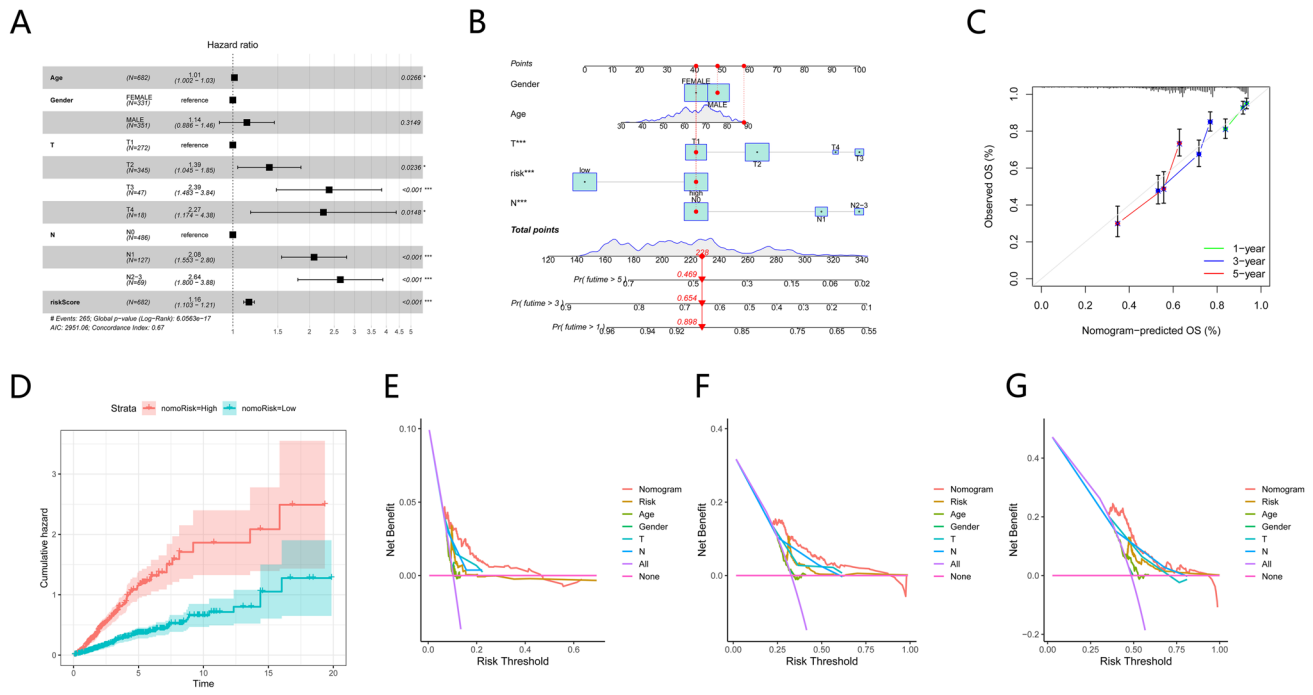 A
Hazard ratio
Age (N=682) 1.01 (1.002 − 1.03) 0.0266 *
Gender FEMALE (N=331) reference
MALE (N=351) 1.14 (0.886 − 1.46) 0.3149
T T1 (N=272) reference
T2 (N=345) 1.39 (1.045 − 1.85) 0.0236 *
T3 (N=47) 2.39 (1.483 − 3.84) <0.001 ***
T4 (N=18) 2.27 (1.174 − 4.38) 0.0148 *
N N0 (N=486) reference
N1 (N=127) 2.08 (1.553 − 2.80) <0.001 ***
N2−3 (N=69) 2.64 (1.800 − 3.88) <0.001 ***
riskScore (N=682) 1.16 (1.103 − 1.21) <0.001 ***
# Events: 265; Global p−value (Log−Rank): 6.0563e−17
AIC: 2951.06; Concordance Index: 0.67
1 1.5 2 2.5 3 3.5 4 4.5 5
B
Points
0 10 20 30 40 50 60 70 80 90 100
Gender
FEMALE
MALE
Age
30 40 50 60 70 80 90
T***
T1
T2
T4
T3
risk***
low
high
N***
N0
N1
N2−3
Total points
228
120 140 160 180 200 220 240 260 280 300 320 340
0.469
Pr( futime > 5 )
0.7 0.5 0.3 0.15 0.06 0.02
0.654
Pr( futime > 3 )
0.9 0.8 0.7 0.6 0.5 0.4 0.3 0.2 0.1
0.898
Pr( futime > 1 )
0.96 0.94 0.92 0.85 0.75 0.65 0.55
C
Observed OS (%)
1.0
0.8
0.6
0.4
0.2
0.0
1−year
3−year
5−year
0.0 0.2 0.4 0.6 0.8 1.0
Nomogram−predicted OS (%)
D
Strata nomoRisk=High nomoRisk=Low
Cumulative hazard
3
2
1
0
0 5 10 15 20
Time
E
Net Benefit
0.10
0.05
0.00
Nomogram
Risk
Age
Gender
T
N
All
None
0.0 0.2 0.4 0.6
Risk Threshold
F
Net Benefit
0.4
0.2
0.0
Nomogram
Risk
Age
Gender
T
N
All
None
0.00 0.25 0.50 0.75 1.00
Risk Threshold
G
Net Benefit
0.4
0.2
0.0
−0.2
Nomogram
Risk
Age
Gender
T
N
All
None
0.00 0.25 0.50 0.75 1.00
Risk Threshold